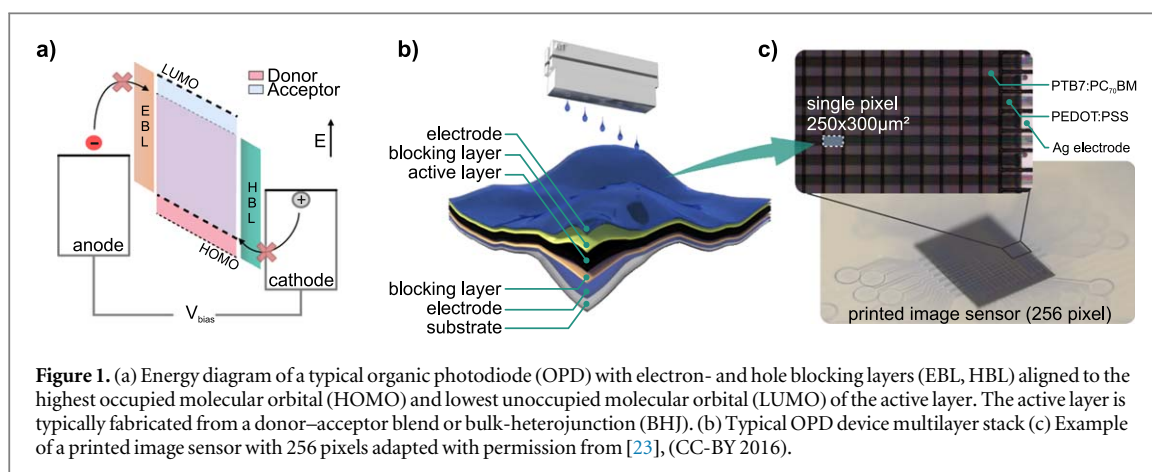 a)
LUMO
Donor
Acceptor
E
B
L
E
H
B
L
anode
HOMO
cathode
V_bias
b)
electrode
blocking layer
active layer
blocking layer
electrode
substrate
c)
single pixel
250x300µm²
PTB7:PC₇₀BM
PEDOT:PSS
Ag electrode
printed image sensor (256 pixel)
Figure 1. (a) Energy diagram of a typical organic photodiode (OPD) with electron- and hole blocking layers (EBL, HBL) aligned to the
highest occupied molecular orbital (HOMO) and lowest unoccupied molecular orbital (LUMO) of the active layer. The active layer is
typically fabricated from a donor–acceptor blend or bulk-heterojunction (BHJ). (b) Typical OPD device multilayer stack (c) Example
of a printed image sensor with 256 pixels adapted with permission from [23], (CC-BY 2016).